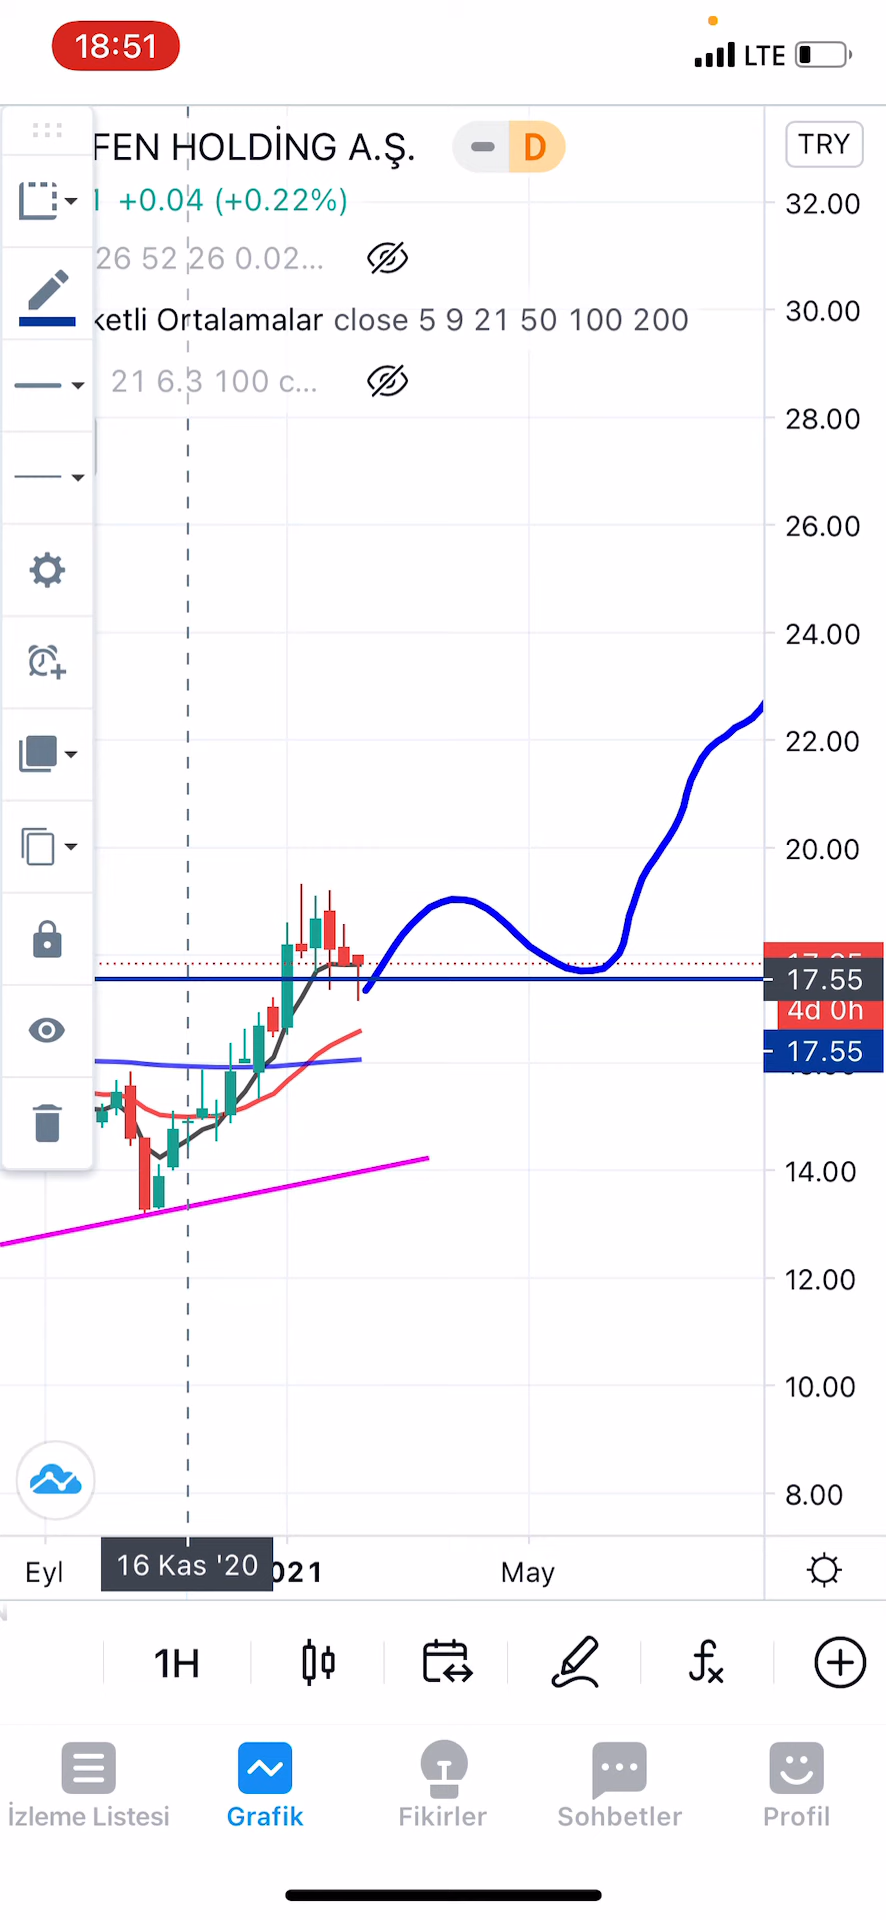 18:51
LTE
FEN HOLDİNG A.Ş.
D
TRY
+0.04 (+0.22%)
26 52 26 0.02...
ketli Ortalamalar close 5 9 21 50 100 200
21 6.3 100 c...
32.00
30.00
28.00
26.00
24.00
22.00
20.00
17.55
4d 0h
17.55
14.00
12.00
10.00
8.00
Eyl
16 Kas '20
021
May
1H
fx
İzleme Listesi
Grafik
Fikirler
Sohbetler
Profil